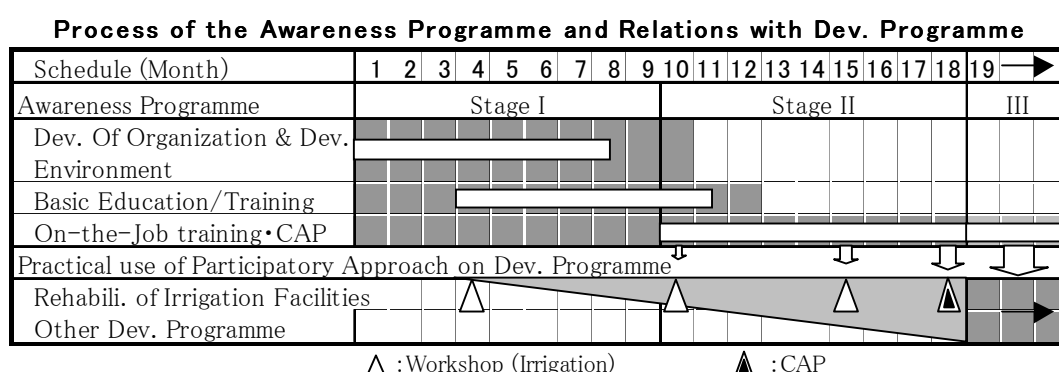 Process of the Awareness Programme and Relations with Dev. Programme
Schedule (Month) 1 2 3 4 5 6 7 8 9 10 11 12 13 14 15 16 17 18 19
Awareness Programme Stage I Stage II III
Dev. Of Organization & Dev.
Environment
Basic Education/Training
On-the-Job training・CAP
Practical use of Participatory Approach on Dev. Programme
Rehabili. of Irrigation Facilities
Other Dev. Programme
:Workshop (Irrigation) :CAP